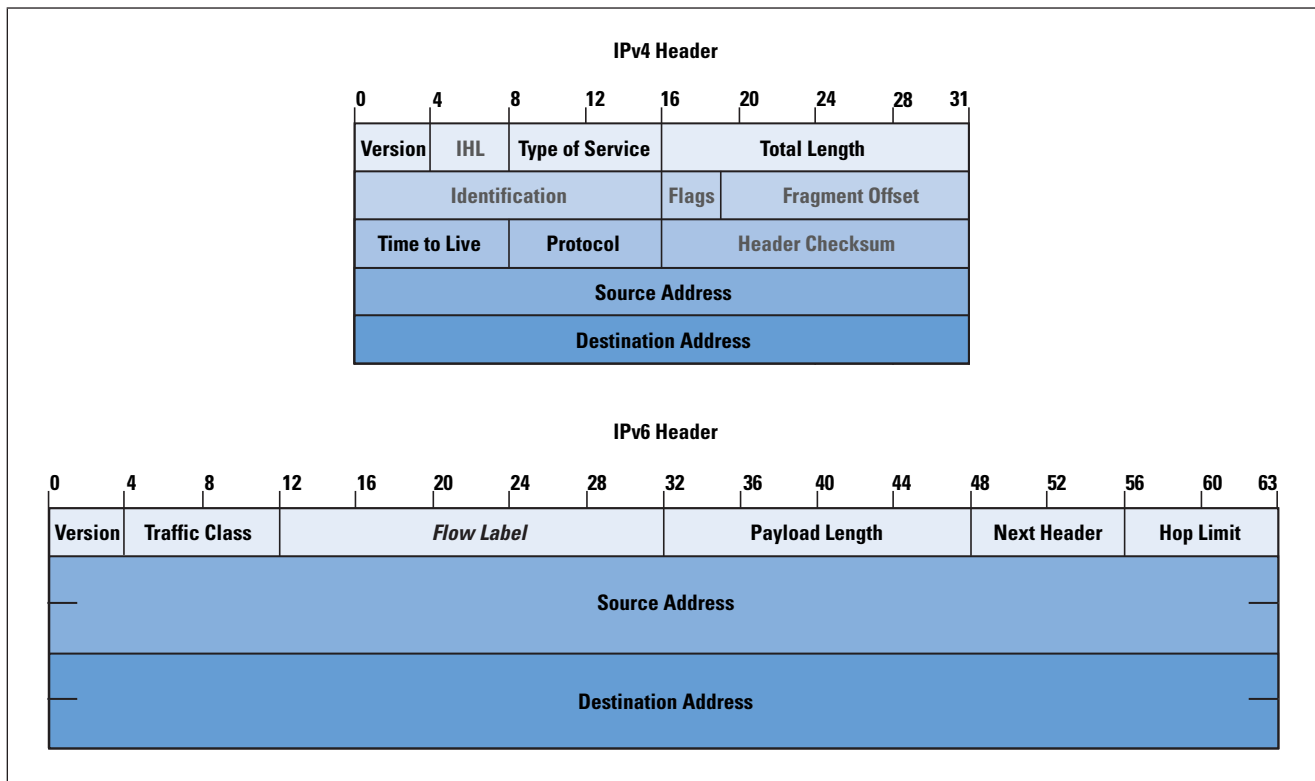 IPv4 Header
0 4 8 12 16 20 24 28 31
Version IHL Type of Service Total Length
Identification Flags Fragment Offset
Time to Live Protocol Header Checksum
Source Address
Destination Address
IPv6 Header
0 4 8 12 16 20 24 28 32 36 40 44 48 52 56 60 63
Version Traffic Class Flow Label Payload Length Next Header Hop Limit
Source Address
Destination Address